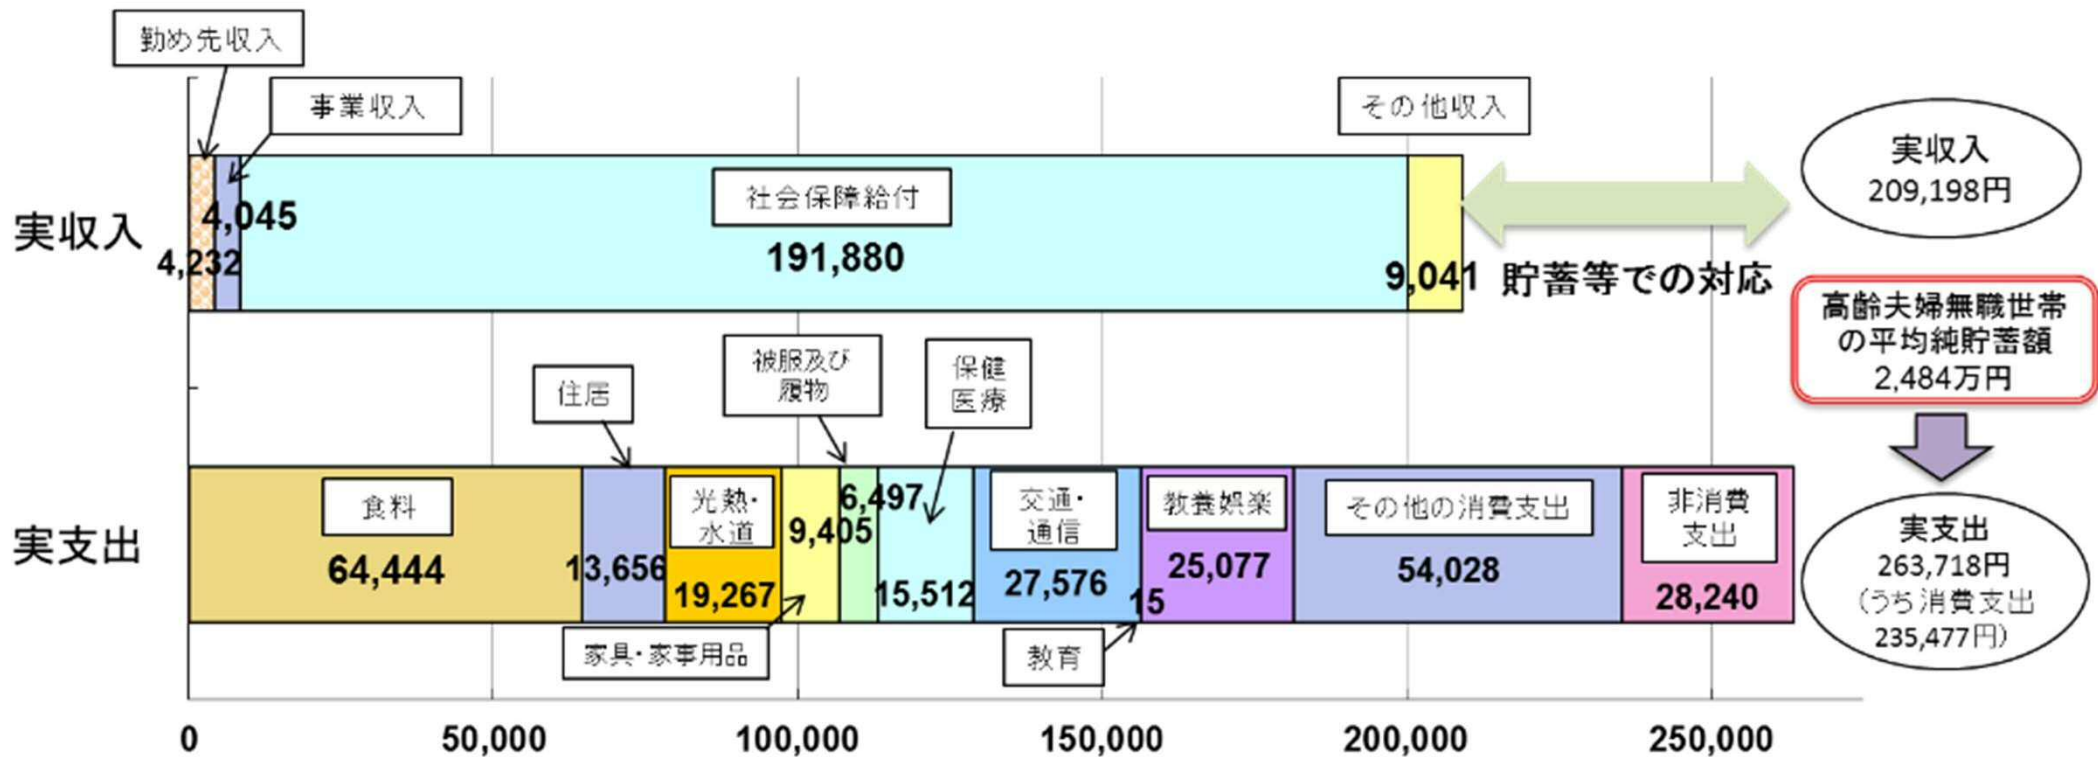 勤め先収入
事業収入
その他収入
実収入
4,232
4,045
社会保障給付
191,880
9,041
貯蓄等での対応
実収入
209,198円
高齢夫婦無職世帯
の平均純貯蓄額
2,484万円
住居
被服及び
履物
保健
医療
実支出
食料
64,444
13,656
光熱・
水道
19,267
9,405
6,497
15,512
交通・
通信
27,576
15
教養娯楽
25,077
その他の消費支出
54,028
非消費
支出
28,240
家具・家事用品
教育
実支出
263,718円
(うち消費支出
235,477円)
0
50,000
100,000
150,000
200,000
250,000